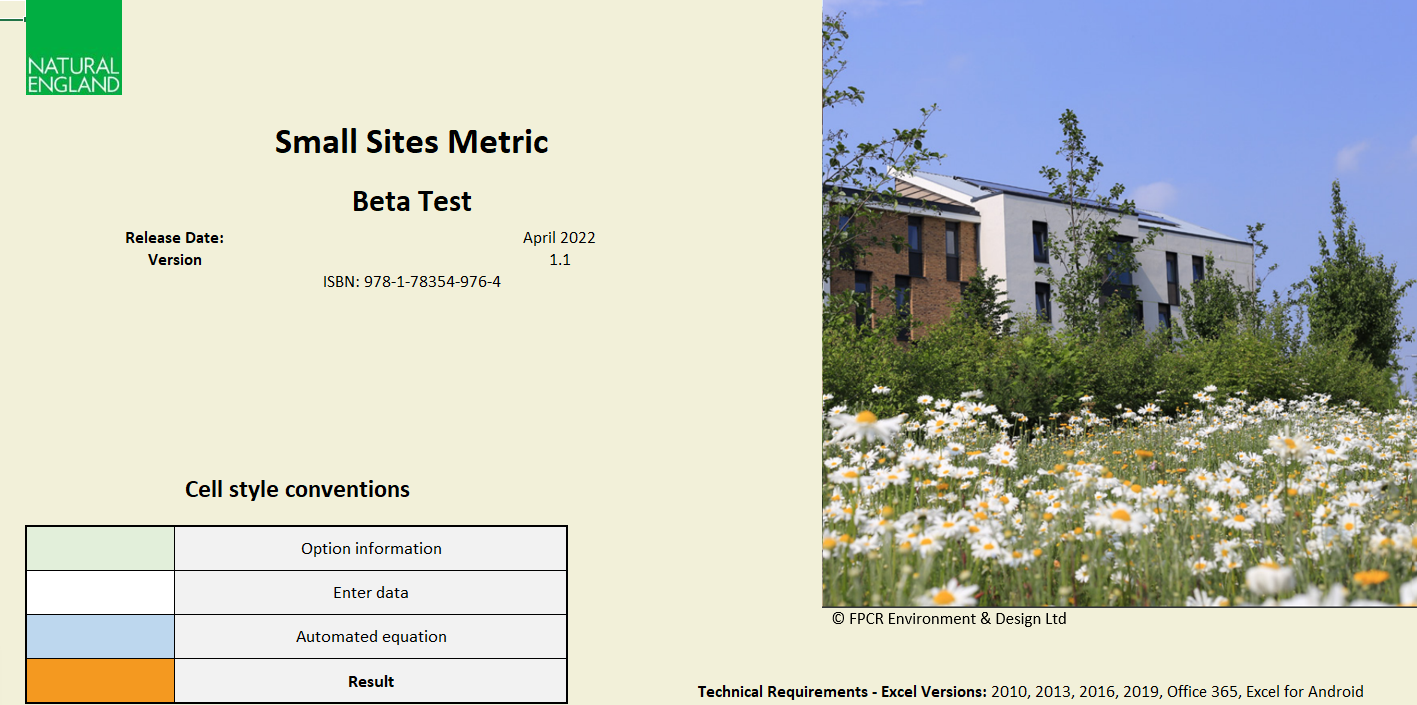 NATURAL
ENGLAND
Small Sites Metric
Beta Test
Release Date: April 2022
Version 1.1
ISBN: 978-1-78354-976-4
Cell style conventions
Option information
Enter data
Automated equation
Result
© FPCR Environment & Design Ltd
Technical Requirements - Excel Versions: 2010, 2013, 2016, 2019, Office 365, Excel for Android